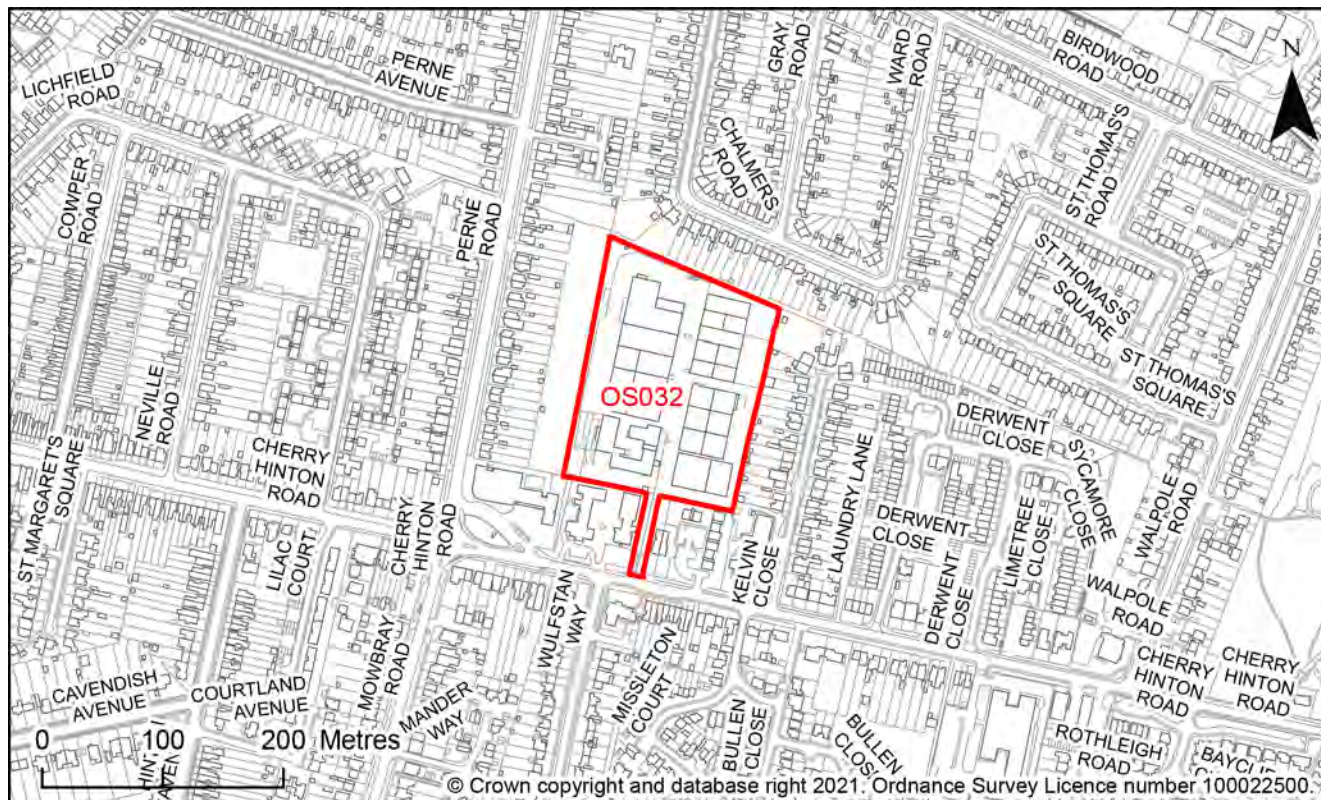 PERNE
AVENUE
LICHFIELD
ROAD
GRAY
ROAD
WARD
ROAD
BIRDWOOD
ROAD
N
CHALMERS
ROAD
ST THOMAS'S
ROAD
COWPER
ROAD
PERNE
ROAD
ST THOMAS'S
SQUARE
ST THOMAS'S
SQUARE
NEVILLE
ROAD
OS032
DERWENT
CLOSE
SYCAMORE
CLOSE
WALPOLE
ROAD
ST MARGARET'S
SQUARE
CHERRY
HINTON
ROAD
LILAC
COURT
CHERRY
HINTON
ROAD
LAUNDRY LANE
DERWENT
CLOSE
DERWENT
CLOSE
LIMETREE
CLOSE
WALPOLE
ROAD
WULFSTAN
WAY
KELVIN
CLOSE
MISSLETON
COURT
MOWBRAY
ROAD
MANDER
WAY
CAVENDISH
AVENUE
COURTLAND
AVENUE
BULLEN
CLOSE
BULLEN
CLOSE
CHERRY
HINTON
ROAD
CHERRY
HINTON
ROAD
ROTHLEIGH
ROAD
0 100 200 Metres
© Crown copyright and database right 2021. Ordnance Survey Licence number 100022500.